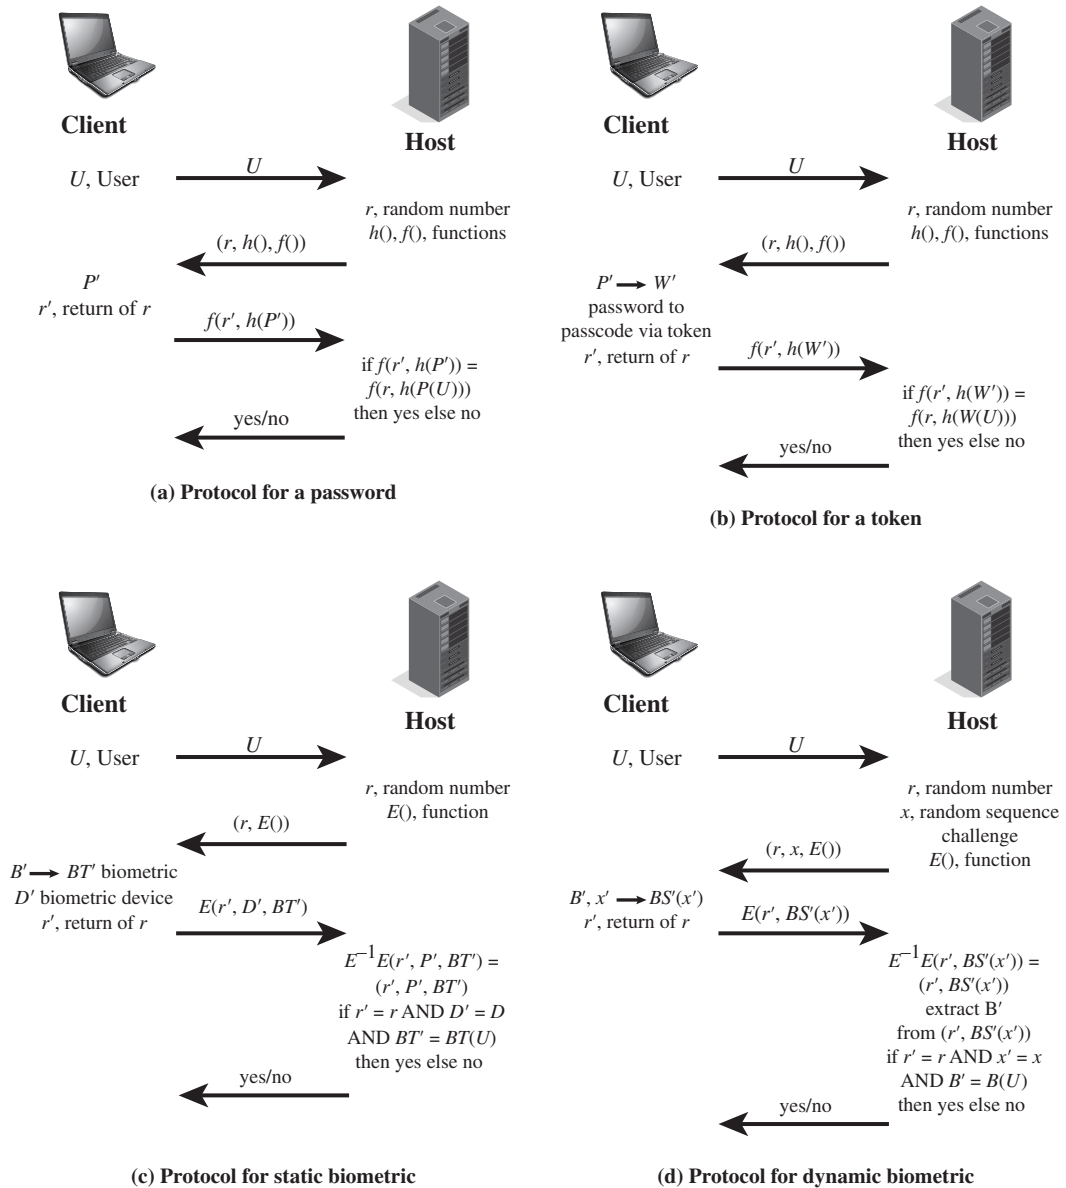 Client
Host
U, User
U
r, random number
h(), f(), functions
(r, h(), f())
P′
r′, return of r
f(r′, h(P′))
if f(r′, h(P′)) =
f(r, h(P(U)))
then yes else no
yes/no
(a) Protocol for a password
Client
Host
U, User
U
r, random number
h(), f(), functions
(r, h(), f())
P′ → W′
password to
passcode via token
r′, return of r
f(r′, h(W′))
if f(r′, h(W′)) =
f(r, h(W(U)))
then yes else no
yes/no
(b) Protocol for a token
Client
Host
U, User
U
r, random number
E(), function
(r, E())
B′ → BT′ biometric
D′ biometric device
r′, return of r
E(r′, D′, BT′)
E⁻¹E(r′, P′, BT′) =
(r′, P′, BT′)
if r′ = r AND D′ = D
AND BT′ = BT(U)
then yes else no
yes/no
(c) Protocol for static biometric
Client
Host
U, User
U
r, random number
x, random sequence
challenge
E(), function
(r, x, E())
B′, x′ → BS′(x′)
r′, return of r
E(r′, BS′(x′))
E⁻¹E(r′, BS′(x′)) =
(r′, BS′(x′))
extract B′
from (r′, BS′(x′))
if r′ = r AND x′ = x
AND B′ = B(U)
then yes else no
yes/no
(d) Protocol for dynamic biometric